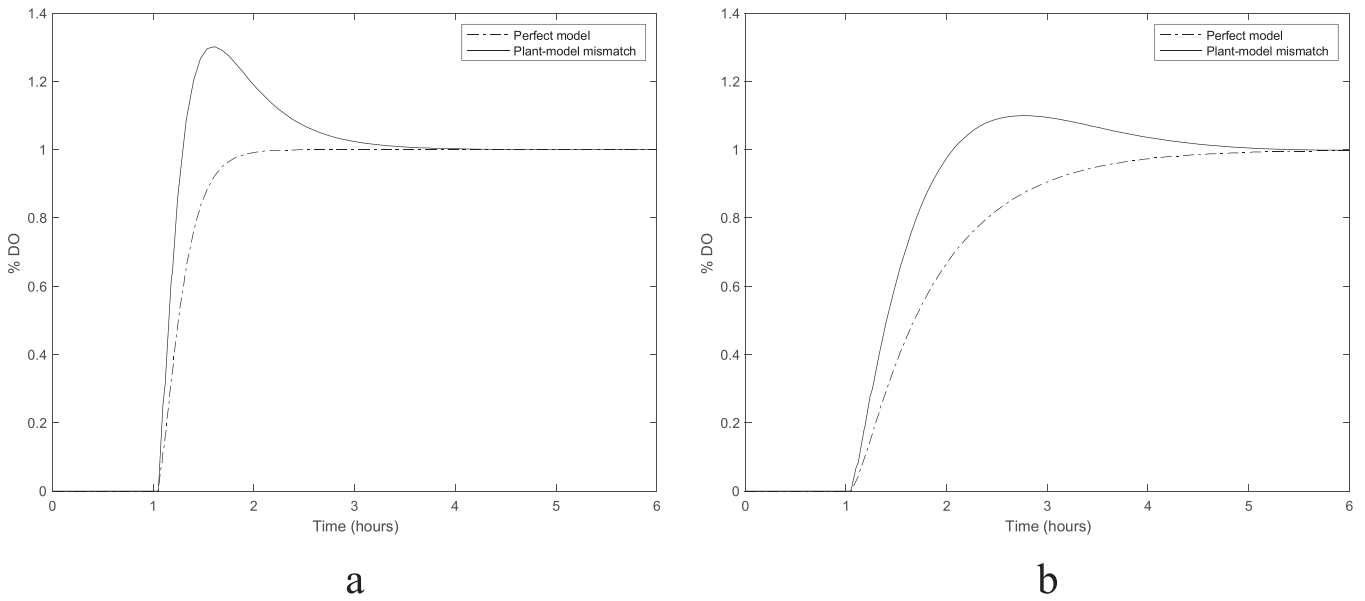 1.4
1.2
1
0.8
0.6
0.4
0.2
0
% DO
Perfect model
Plant-model mismatch
0 1 2 3 4 5 6
Time (hours)
a
1.4
1.2
1
0.8
0.6
0.4
0.2
0
% DO
Perfect model
Plant-model mismatch
0 1 2 3 4 5 6
Time (hours)
b